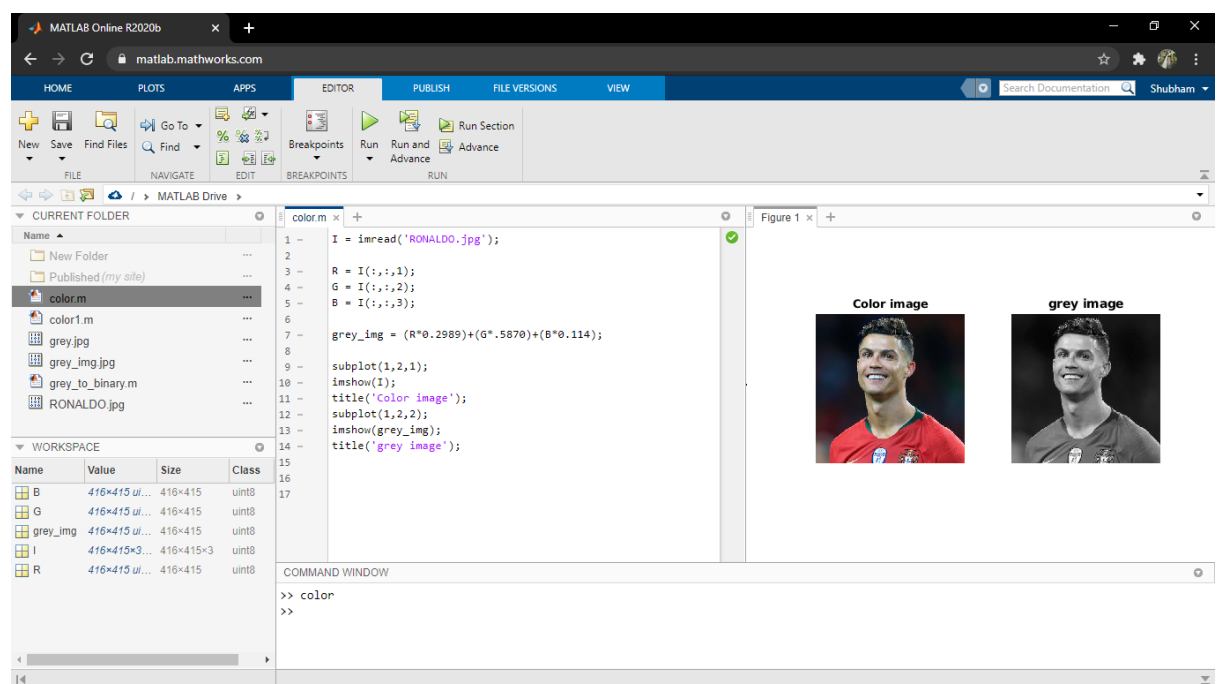 MATLAB Online R2020b
matlab.mathworks.com
HOME PLOTS APPS EDITOR PUBLISH FILE VERSIONS VIEW Search Documentation Shubham
New Save Find Files Go To Find Breakpoints Run Run and Advance Run Section Advance
FILE NAVIGATE EDIT BREAKPOINTS RUN
/ > MATLAB Drive >
CURRENT FOLDER
Name
New Folder
Published (my site)
color.m
color1.m
grey.jpg
grey_img.jpg
grey_to_binary.m
RONALDO.jpg
WORKSPACE
Name Value Size Class
B 416×415 ui... 416×415 uint8
G 416×415 ui... 416×415 uint8
grey_img 416×415 ui... 416×415 uint8
I 416×415×3... 416×415×3 uint8
R 416×415 ui... 416×415 uint8
color.m
1 – I = imread('RONALDO.jpg');
2
3 – R = I(:,:,1);
4 – G = I(:,:,2);
5 – B = I(:,:,3);
6
7 – grey_img = (R*0.2989)+(G*.5870)+(B*0.114);
8
9 – subplot(1,2,1);
10 – imshow(I);
11 – title('Color image');
12 – subplot(1,2,2);
13 – imshow(grey_img);
14 – title('grey image');
15
16
17
Figure 1
Color image grey image
COMMAND WINDOW
>> color
>>